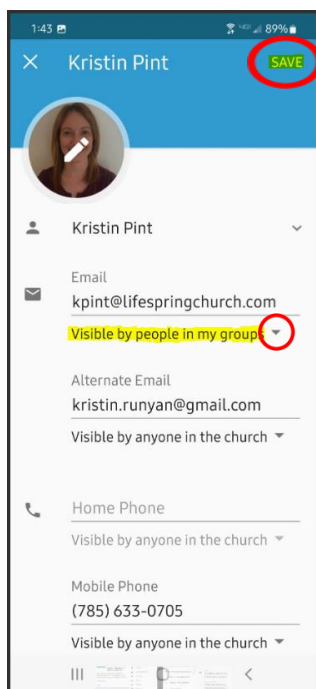 1:43 89%
Kristin Pint SAVE
Kristin Pint
Email
kpint@lifespringchurch.com
Visible by people in my groups
Alternate Email
kristin.runyan@gmail.com
Visible by anyone in the church
Home Phone
Visible by anyone in the church
Mobile Phone
(785) 633-0705
Visible by anyone in the church